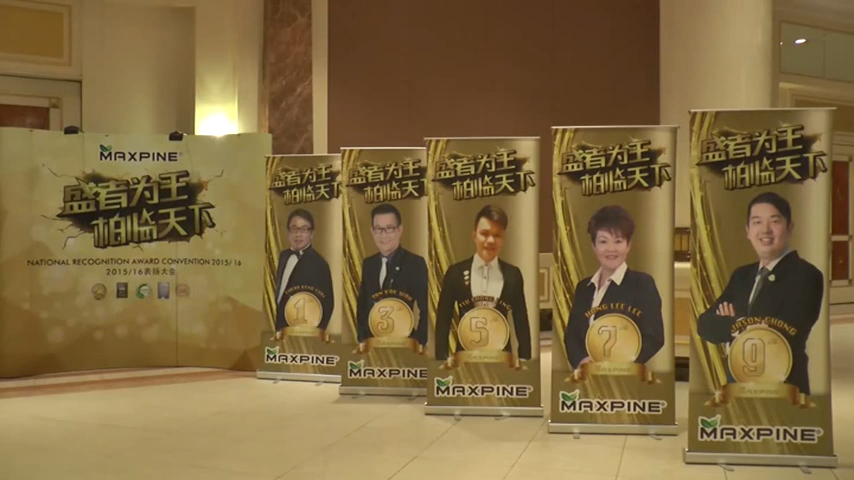 MAXPINE®
盛者为王
柏临天下
NATIONAL RECOGNITION AWARD CONVENTION 2015/16
2015/16表扬大会
盛者为王
柏临天下
1
MAXPINE®
盛者为王
柏临天下
3
MAXPINE®
盛者为王
柏临天下
5
MAXPINE®
盛者为王
柏临天下
HONG LEE LEE
7
MAXPINE®
盛者为王
柏临天下
JASON CHONG
9
MAXPINE®